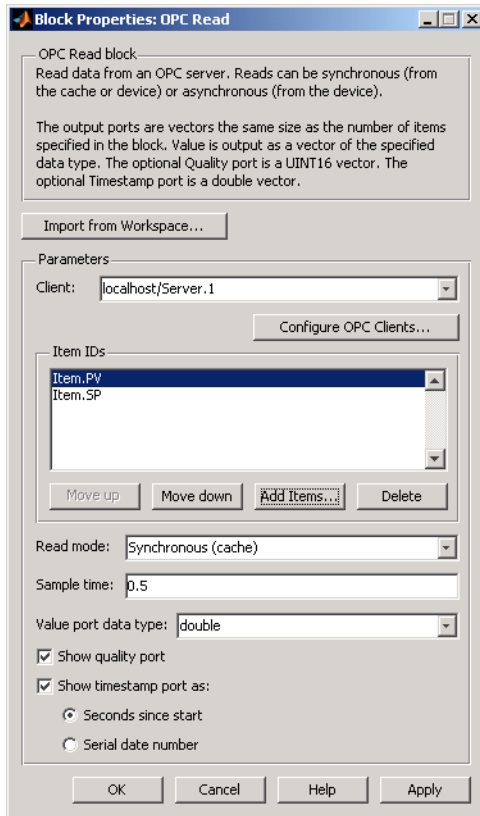 Block Properties: OPC Read
OPC Read block
Read data from an OPC server. Reads can be synchronous (from
the cache or device) or asynchronous (from the device).
The output ports are vectors the same size as the number of items
specified in the block. Value is output as a vector of the specified
data type. The optional Quality port is a UINT16 vector. The
optional Timestamp port is a double vector.
Import from Workspace...
Parameters
Client: localhost/Server.1
Configure OPC Clients...
Item IDs
Item.PV
Item.SP
Move up Move down Add Items... Delete
Read mode: Synchronous (cache)
Sample time: 0.5
Value port data type: double
Show quality port
Show timestamp port as:
Seconds since start
Serial date number
OK Cancel Help Apply